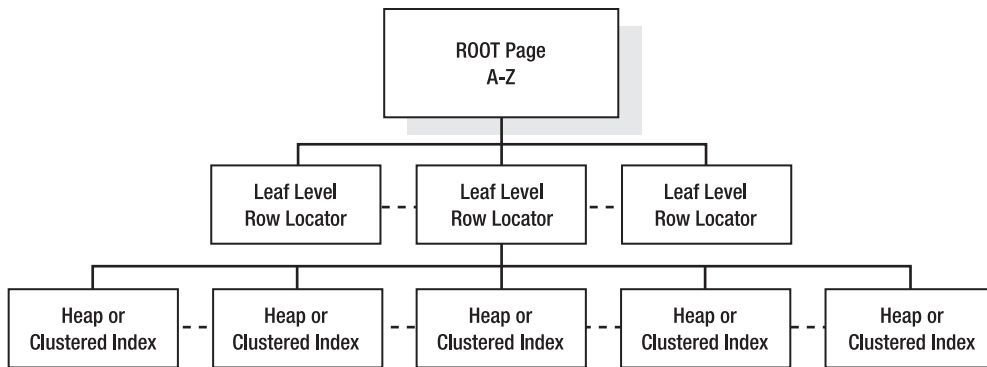 ROOT Page
A-Z
Leaf Level
Row Locator
Leaf Level
Row Locator
Leaf Level
Row Locator
Heap or
Clustered Index
Heap or
Clustered Index
Heap or
Clustered Index
Heap or
Clustered Index
Heap or
Clustered Index